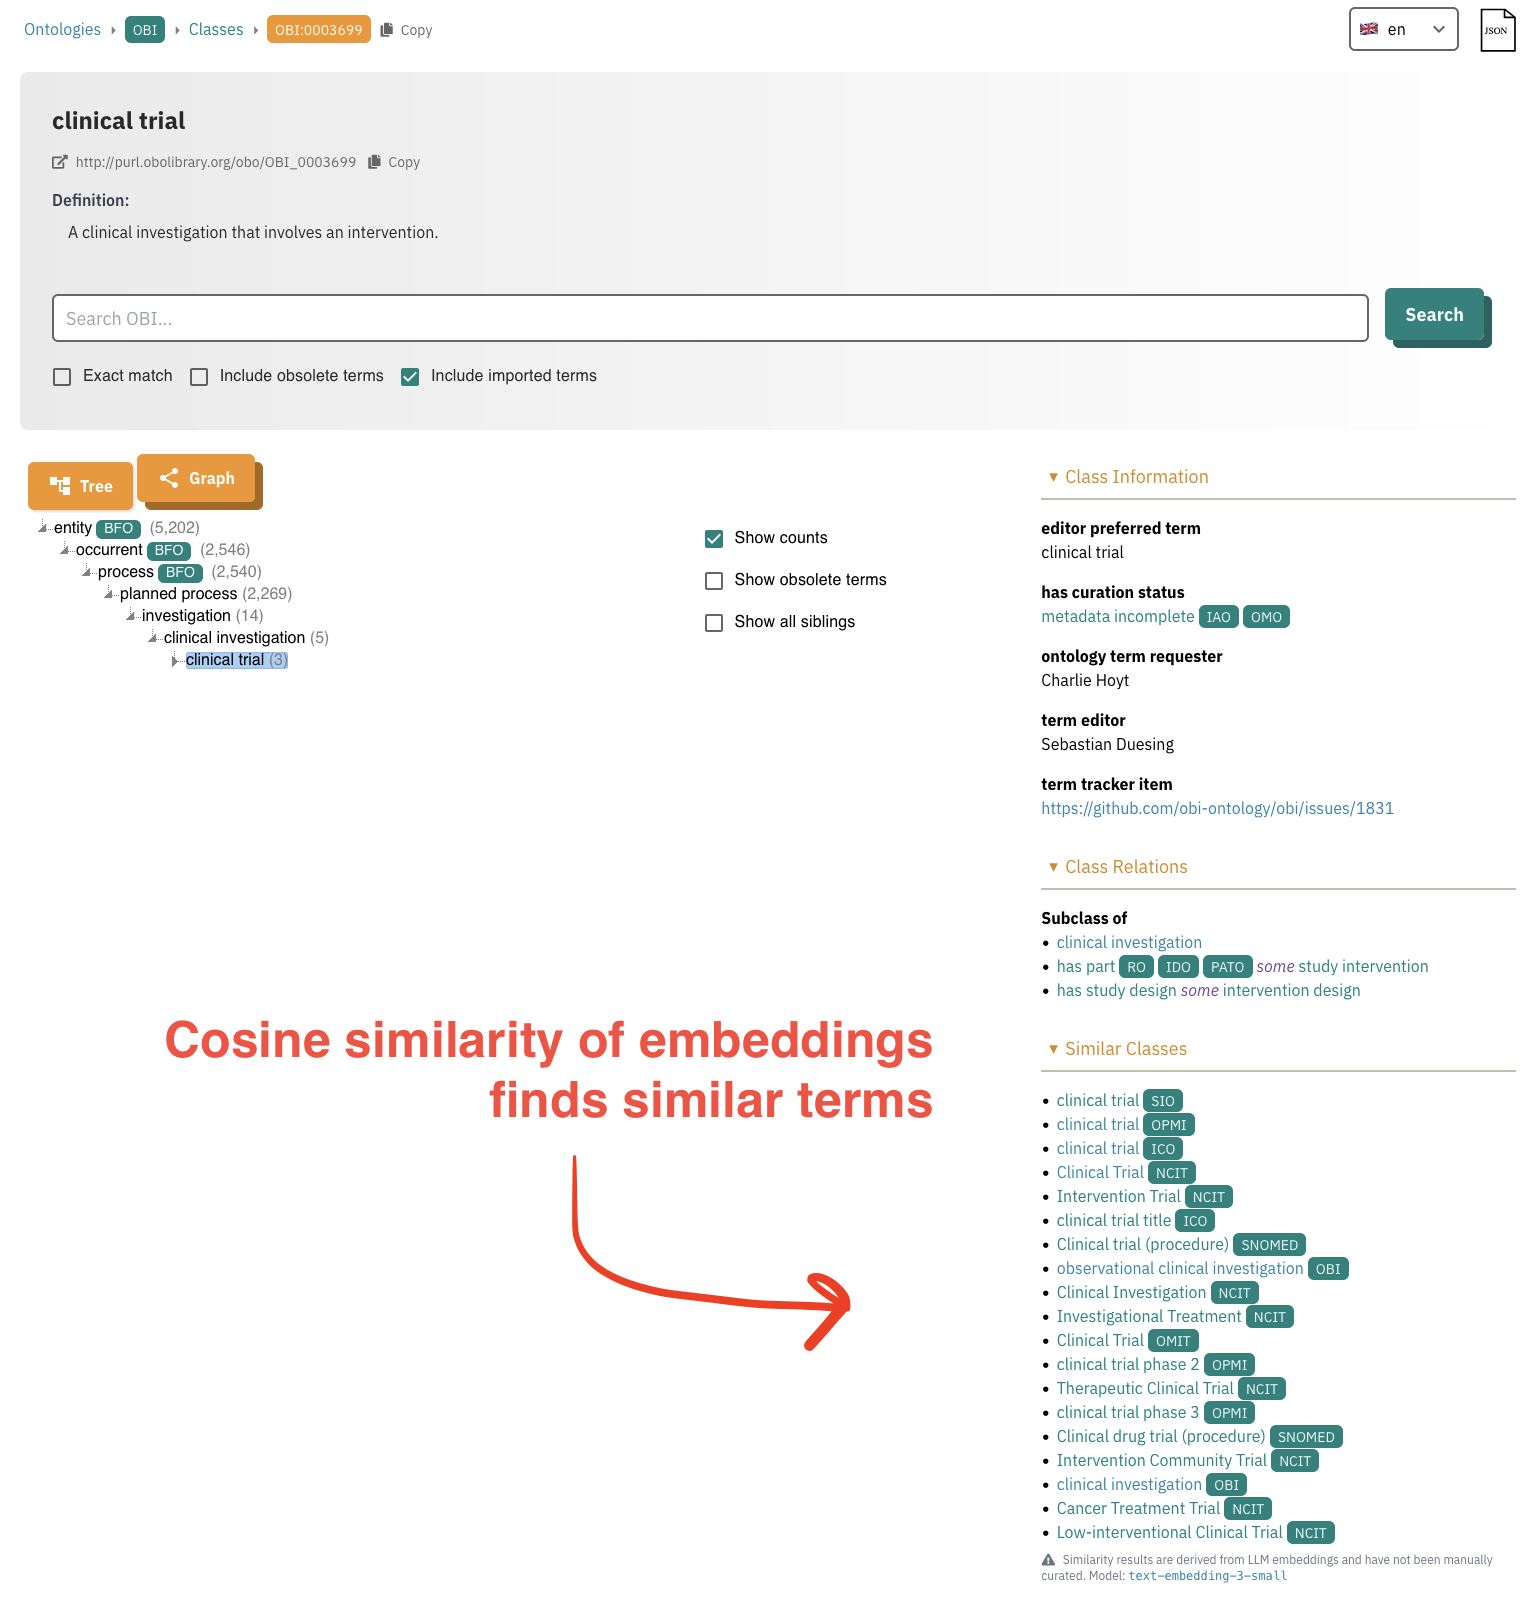 Ontologies OBI Classes OBI:0003699 Copy
en
JSON
clinical trial
http://purl.obolibrary.org/obo/OBI_0003699 Copy
Definition:
A clinical investigation that involves an intervention.
Search OBI...
Search
Exact match Include obsolete terms Include imported terms
Tree
Graph
entity BFO (5,202)
occurrent BFO (2,546)
process BFO (2,540)
planned process (2,269)
investigation (14)
clinical investigation (5)
clinical trial (3)
Show counts
Show obsolete terms
Show all siblings
Cosine similarity of embeddings
finds similar terms
Class Information
editor preferred term
clinical trial
has curation status
metadata incomplete IAO OMO
ontology term requester
Charlie Hoyt
term editor
Sebastian Duesing
term tracker item
https://github.com/obi-ontology/obi/issues/1831
Class Relations
Subclass of
• clinical investigation
• has part RO IDO PATO some study intervention
• has study design some intervention design
Similar Classes
• clinical trial SIO
• clinical trial OPMI
• clinical trial ICO
• Clinical Trial NCIT
• Intervention Trial NCIT
• clinical trial title ICO
• Clinical trial (procedure) SNOMED
• observational clinical investigation OBI
• Clinical Investigation NCIT
• Investigational Treatment NCIT
• Clinical Trial OMIT
• clinical trial phase 2 OPMI
• Therapeutic Clinical Trial NCIT
• clinical trial phase 3 OPMI
• Clinical drug trial (procedure) SNOMED
• Intervention Community Trial NCIT
• clinical investigation OBI
• Cancer Treatment Trial NCIT
• Low-interventional Clinical Trial NCIT
Similarity results are derived from LLM embeddings and have not been manually
curated. Model: text-embedding-3-small